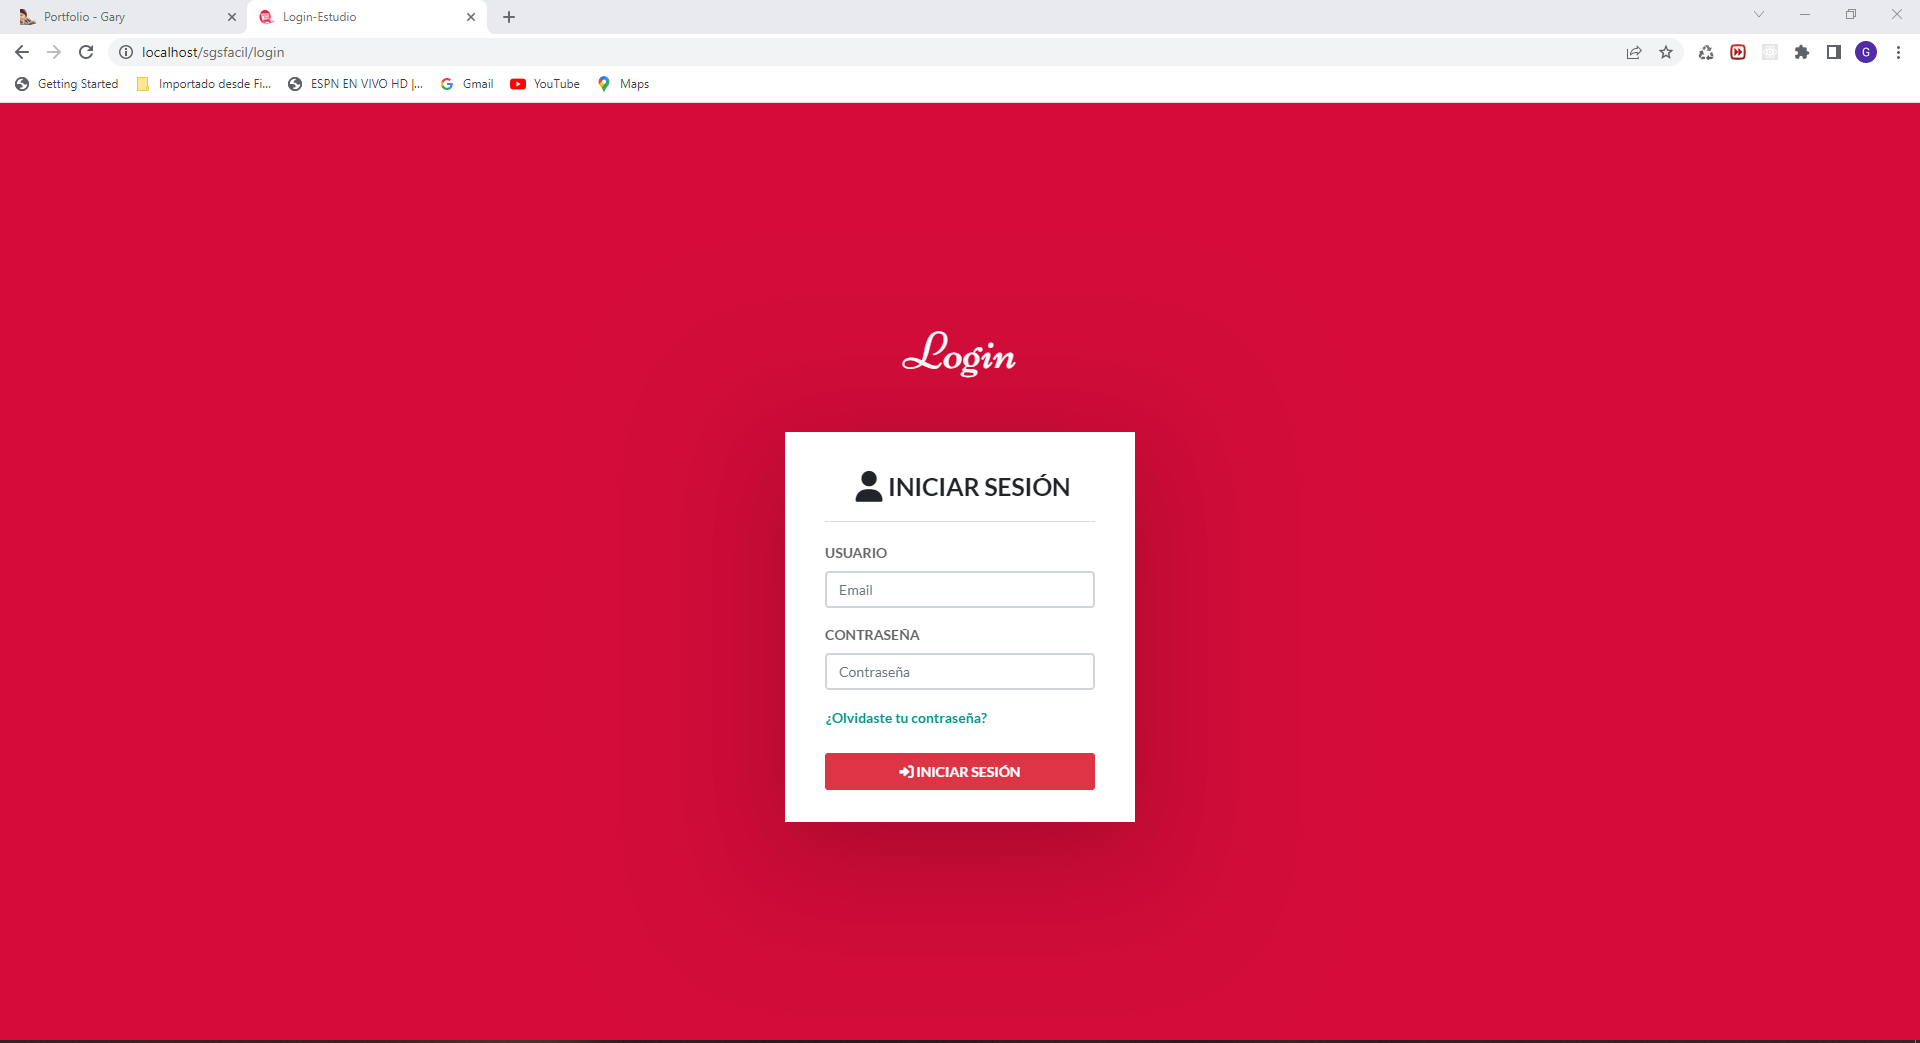 Portfolio - Gary
Login-Estudio
localhost/sgsfacil/login
G
Getting Started
Importado desde Fi...
ESPN EN VIVO HD |...
Gmail
YouTube
Maps
Login
INICIAR SESIÓN
USUARIO
Email
CONTRASEÑA
Contraseña
¿Olvidaste tu contraseña?
INICIAR SESIÓN